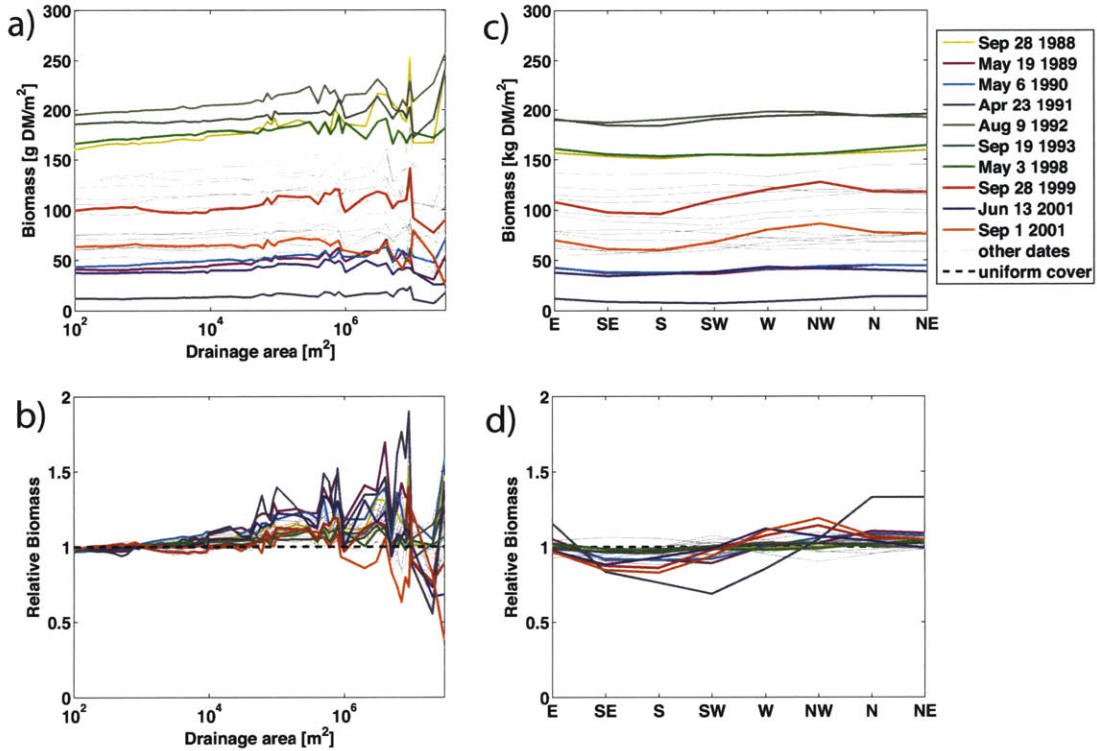 a)
300
250
200
150
100
50
0
Biomass [g DM/m²]
10² 10⁴ 10⁶
Drainage area [m²]
c)
300
250
200
150
100
50
0
Biomass [kg DM/m²]
E SE S SW W NW N NE
Sep 28 1988
May 19 1989
May 6 1990
Apr 23 1991
Aug 9 1992
Sep 19 1993
May 3 1998
Sep 28 1999
Jun 13 2001
Sep 1 2001
other dates
uniform cover
b)
2
1.5
1
0.5
0
Relative Biomass
10² 10⁴ 10⁶
Drainage area [m²]
d)
2
1.5
1
0.5
0
Relative Biomass
E SE S SW W NW N NE